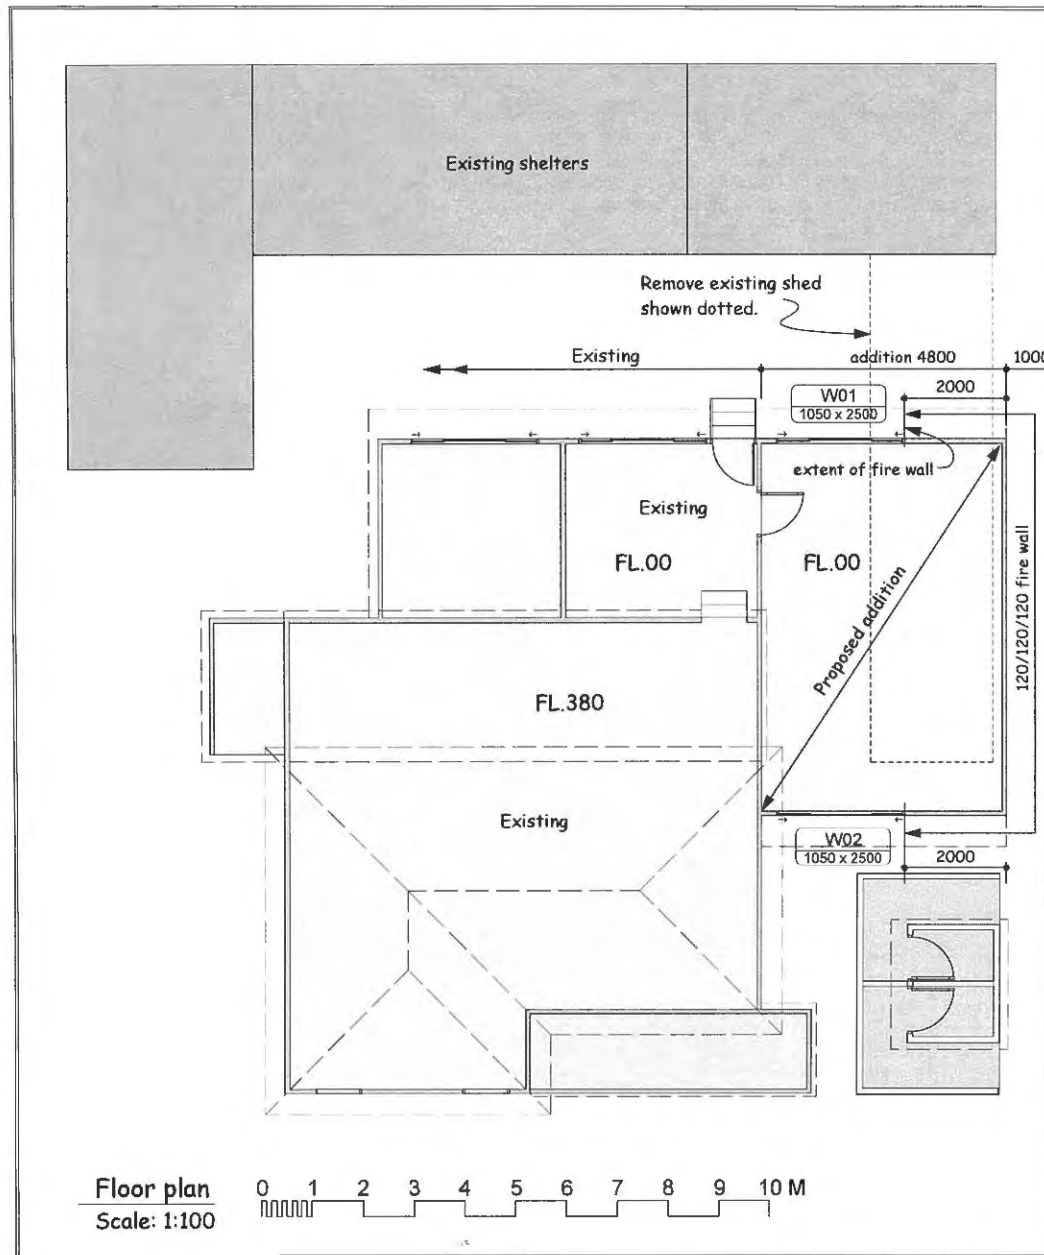 Existing shelters
Remove existing shed
shown dotted.
Existing
addition 4800
1000
2000
W01
1050 x 2500
extent of fire wall
Existing
FL.00
FL.00
Proposed addition
120/120/120 fire wall
FL.380
Existing
W02
1050 x 2500
2000
Floor plan
Scale: 1:100
0 1 2 3 4 5 6 7 8 9 10 M